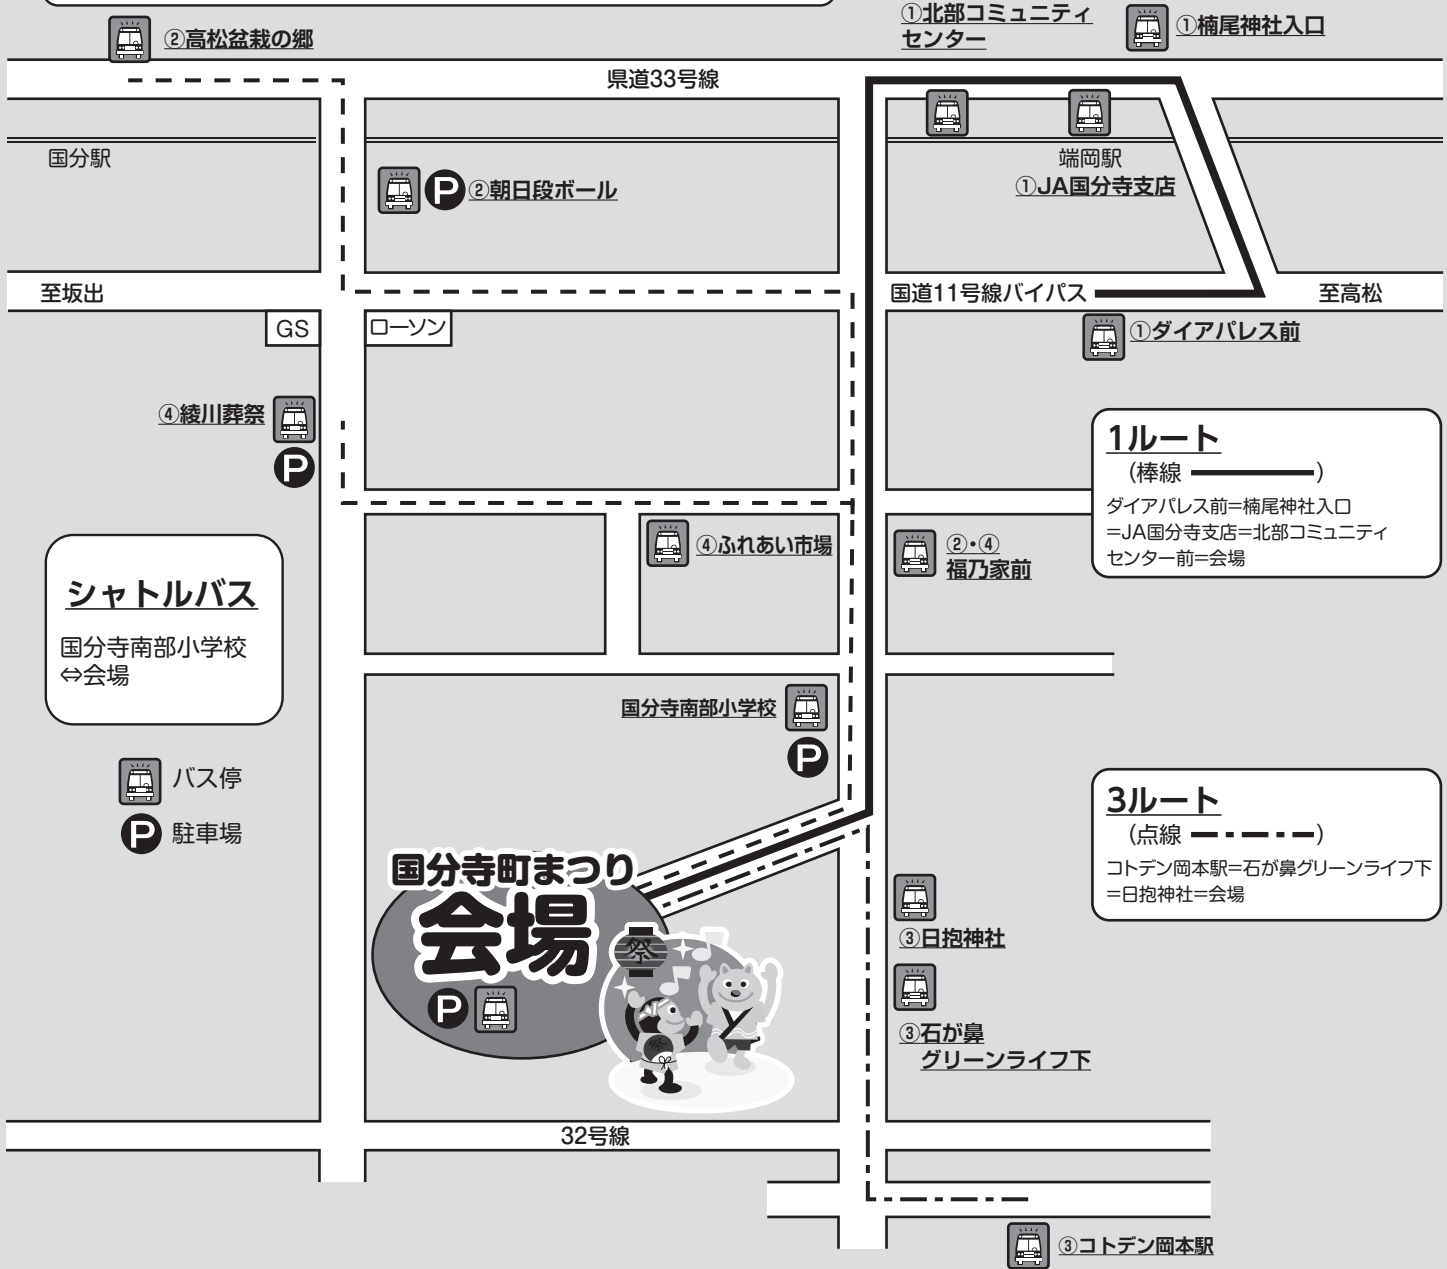 ②高松盆栽の郷
①北部コミュニティ
センター
①楠尾神社入口
県道33号線
国分駅
②朝日段ボール
端岡駅
①JA国分寺支店
至坂出
国道11号線バイパス
至高松
GS
ローソン
①ダイアパレス前
④綾川葬祭
1ルート
（棒線 ）
ダイアパレス前=楠尾神社入口
=JA国分寺支店=北部コミュニティ
センター前=会場
④ふれあい市場
②・④
福乃家前
シャトルバス
国分寺南部小学校
⇔会場
国分寺南部小学校
バス停
P 駐車場
3ルート
（点線 ）
コトデン岡本駅=石が鼻グリーンライフ下
=日抱神社=会場
国分寺町まつり
会場
祭
祭
P
P
P
P
③日抱神社
③石が鼻
グリーンライフ下
32号線
③コトデン岡本駅